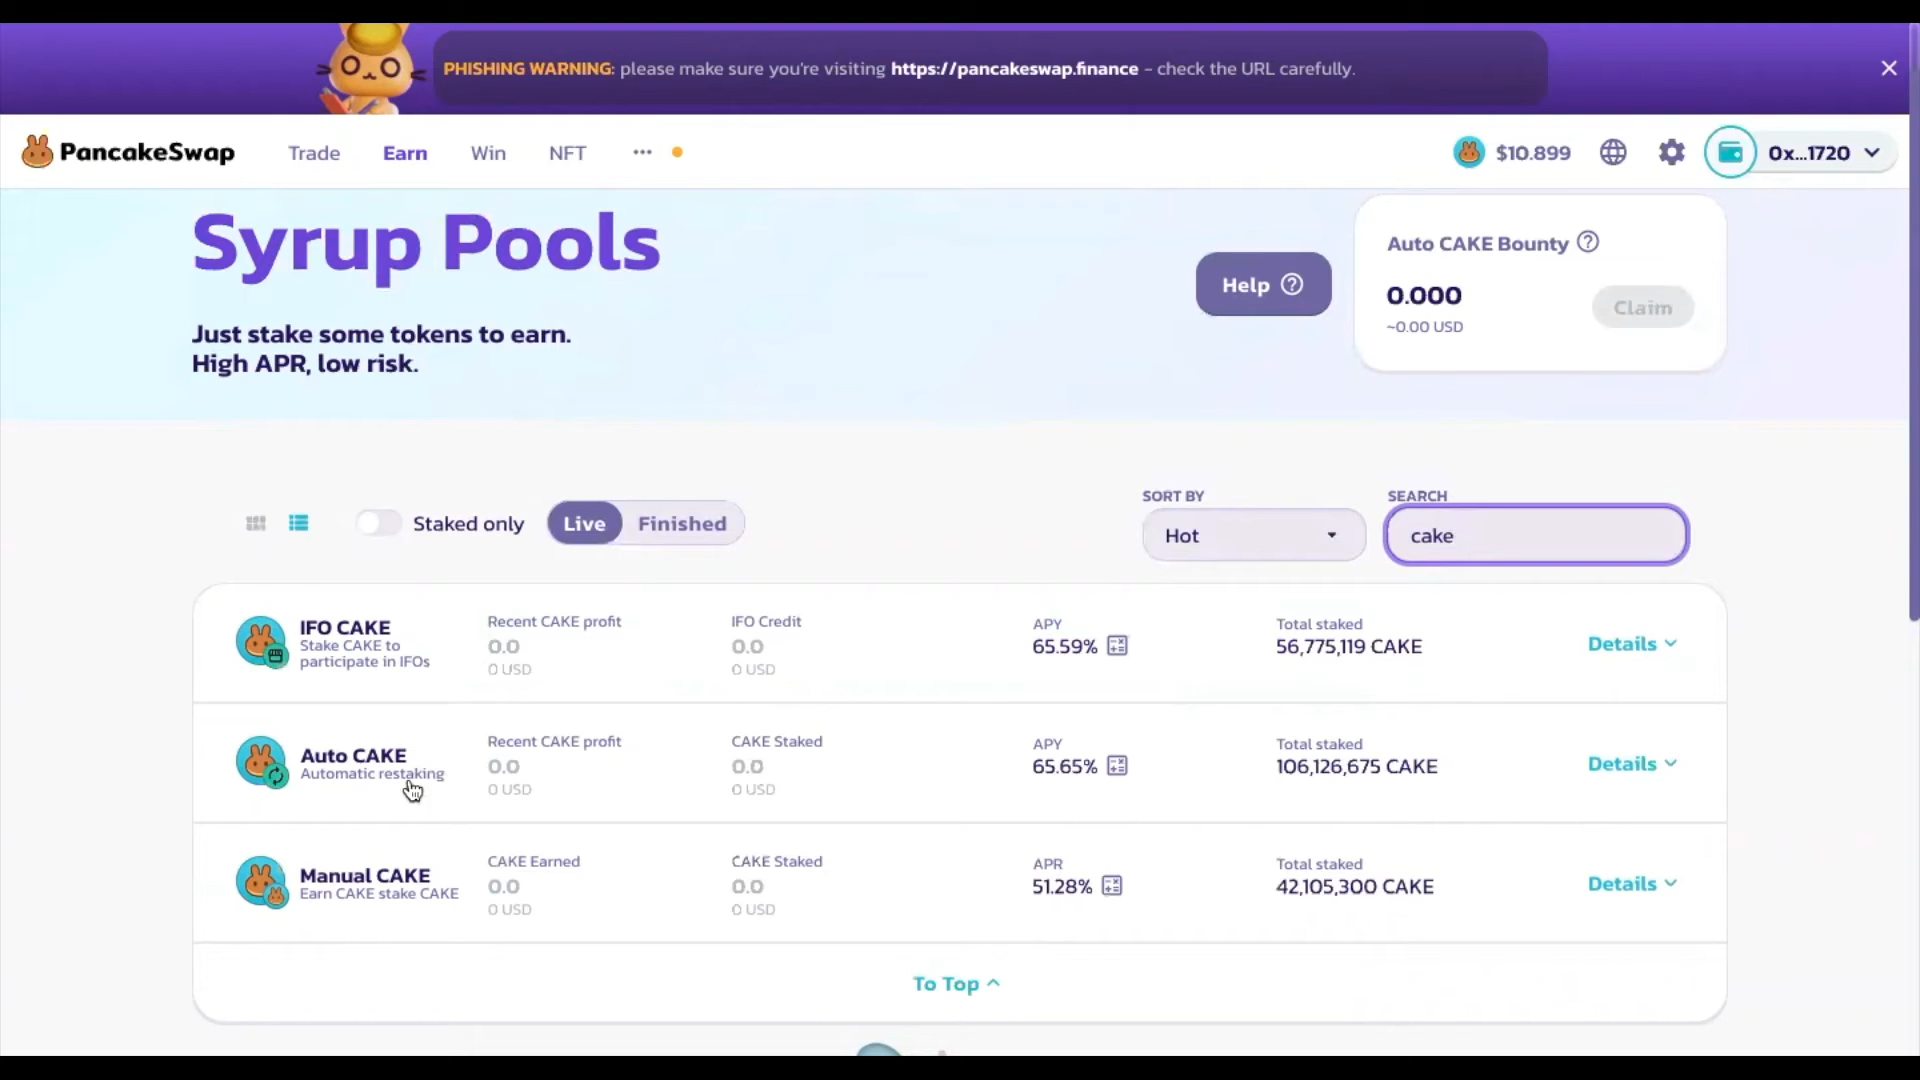 PHISHING WARNING: please make sure you're visiting https://pancakeswap.finance - check the URL carefully.
PancakeSwap
Trade
Earn
Win
NFT
$10.899
0x...1720
Syrup Pools
Just stake some tokens to earn.
High APR, low risk.
Help
Auto CAKE Bounty
0.000
~0.00 USD
Claim
Staked only
Live
Finished
SORT BY
Hot
SEARCH
cake
IFO CAKE
Stake CAKE to
participate in IFOs
Recent CAKE profit
0.0
0 USD
IFO Credit
0.0
0 USD
APY
65.59%
Total staked
56,775,119 CAKE
Details
Auto CAKE
Automatic restaking
Recent CAKE profit
0.0
0 USD
CAKE Staked
0.0
0 USD
APY
65.65%
Total staked
106,126,675 CAKE
Details
Manual CAKE
Earn CAKE stake CAKE
CAKE Earned
0.0
0 USD
CAKE Staked
0.0
0 USD
APR
51.28%
Total staked
42,105,300 CAKE
Details
To Top